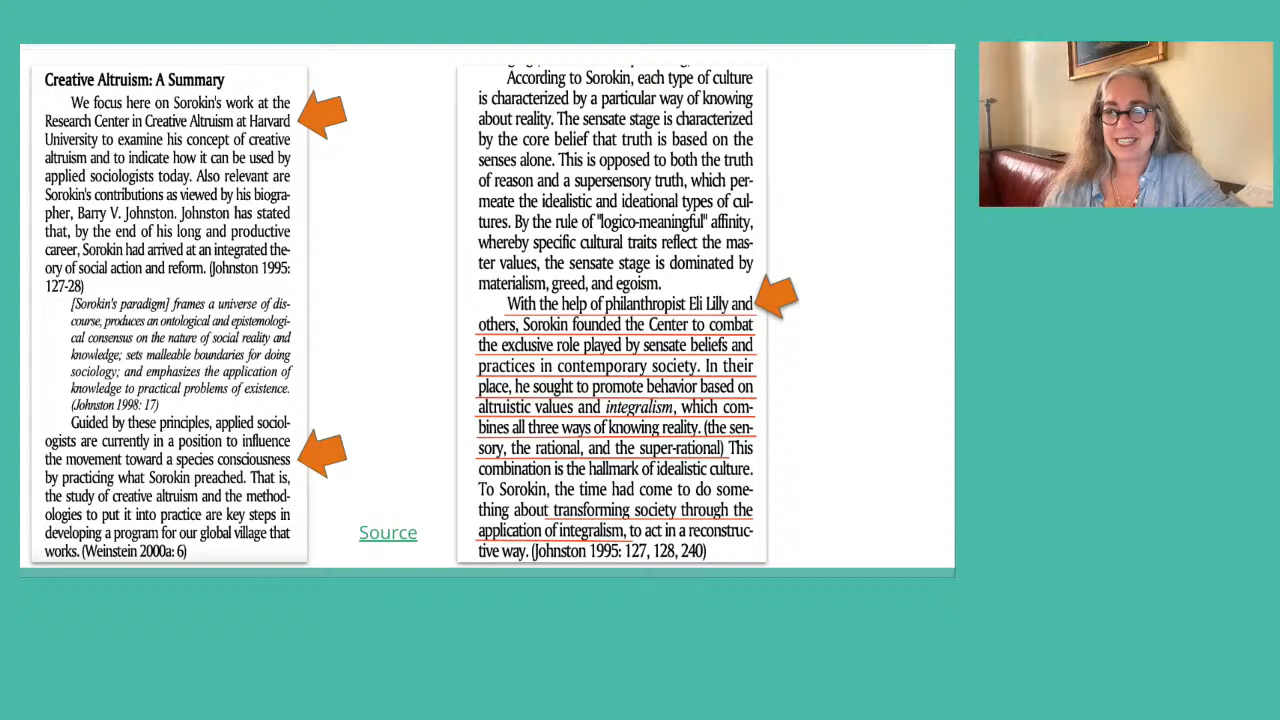 Creative Altruism: A Summary
We focus here on Sorokin's work at the
Research Center in Creative Altruism at Harvard
University to examine his concept of creative
altruism and to indicate how it can be used by
applied sociologists today. Also relevant are
Sorokin's contributions as viewed by his biogra-
pher, Barry V. Johnston. Johnston has stated
that, by the end of his long and productive
career, Sorokin had arrived at an integrated the-
ory of social action and reform. (Johnston 1995:
127-28)
[Sorokin's paradigm] frames a universe of dis-
course, produces an ontological and epistemologi-
cal consensus on the nature of social reality and
knowledge; sets malleable boundaries for doing
sociology; and emphasizes the application of
knowledge to practical problems of existence.
(Johnston 1998: 17)
Guided by these principles, applied sociol-
ogists are currently in a position to influence
the movement toward a species consciousness
by practicing what Sorokin preached. That is,
the study of creative altruism and the method-
ologies to put it into practice are key steps in
developing a program for our global village that
works. (Weinstein 2000a: 6)
Source
According to Sorokin, each type of culture
is characterized by a particular way of knowing
about reality. The sensate stage is characterized
by the core belief that truth is based on the
senses alone. This is opposed to both the truth
of reason and a supersensory truth, which per-
meate the idealistic and ideational types of cul-
tures. By the rule of "logico-meaningful" affinity,
whereby specific cultural traits reflect the mas-
ter values, the sensate stage is dominated by
materialism, greed, and egoism.
With the help of philanthropist Eli Lilly and
others, Sorokin founded the Center to combat
the exclusive role played by sensate beliefs and
practices in contemporary society. In their
place, he sought to promote behavior based on
altruistic values and integralism, which com-
bines all three ways of knowing reality. (the sen-
sory, the rational, and the super-rational) This
combination is the hallmark of idealistic culture.
To Sorokin, the time had come to do some-
thing about transforming society through the
application of integralism, to act in a reconstruc-
tive way. (Johnston 1995: 127, 128, 240)